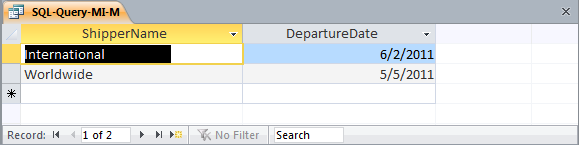 SQL-Query-MI-M
ShipperName DepartureDate
International 6/2/2011
Worldwide 5/5/2011
Record: 1 of 2 No Filter Search